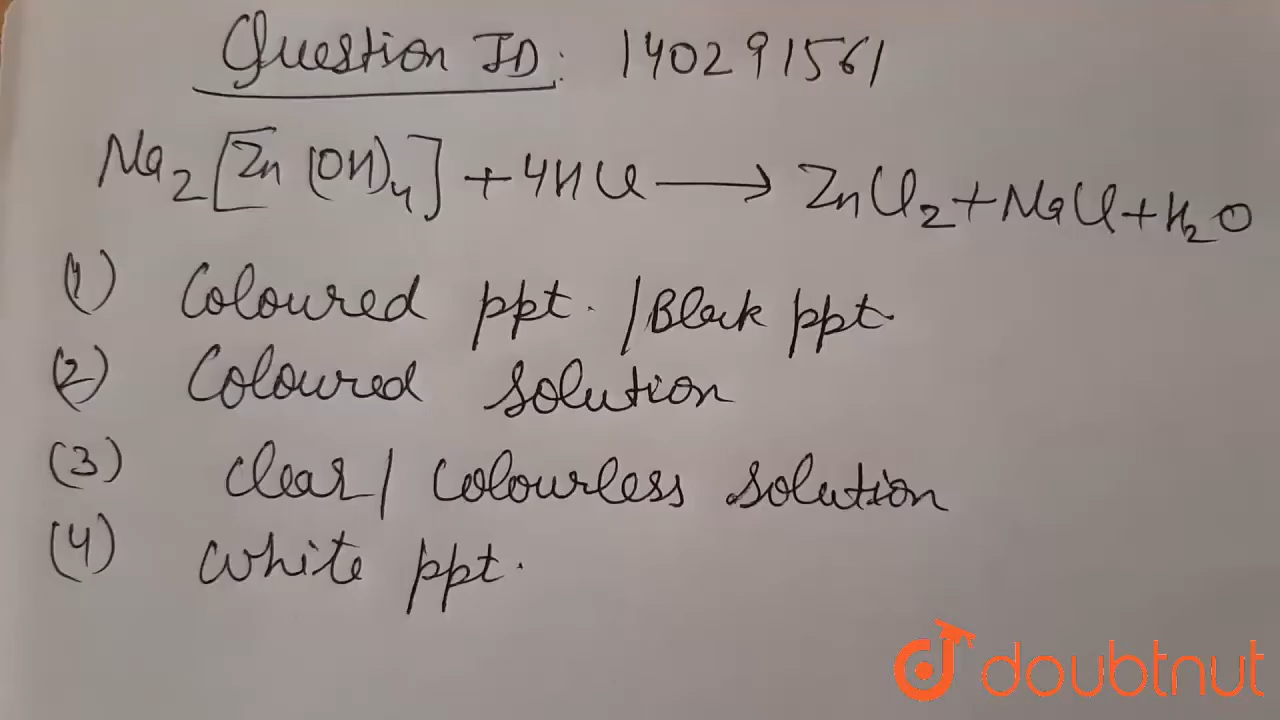 Question ID: 140291561
Na2[Zn(OH)4] + 4HCl → ZnCl2 + NaCl + H2O
(1) Coloured ppt. / Black ppt.
(2) Coloured solution
(3) Clear / Colourless solution
(4) White ppt.
doubtnut